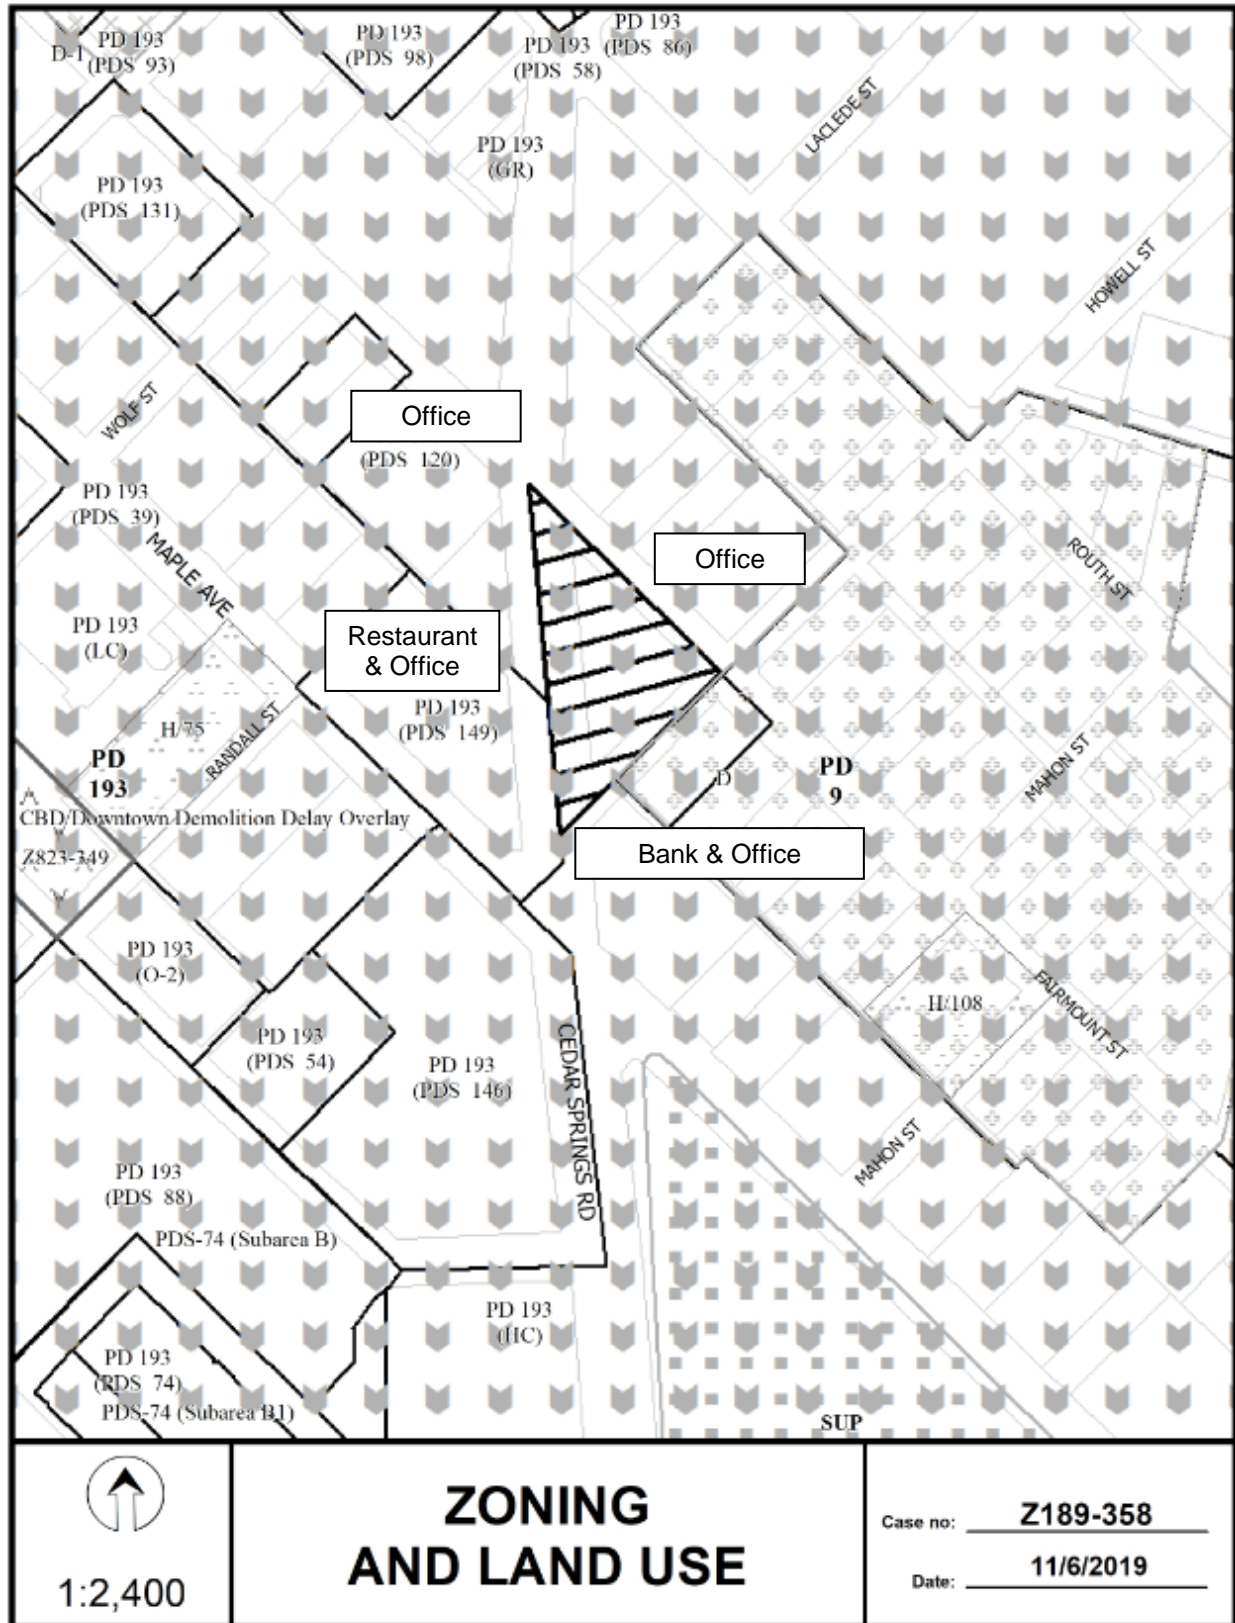 PD 193
(PDS 86)
PD 193
(PDS 98)
D-1
PD 193
(PDS 93)
PD 193
(PDS 58)
LACLEDE ST
PD 193
(GR)
PD 193
(PDS 131)
HOWELL ST
WOLF ST
Office
(PDS 120)
PD 193
(PDS 39)
MAPLE AVE
Office
ROUTH ST
PD 193
(LC)
Restaurant
& Office
PD 193
(PDS 149)
H/75
RANDALL ST
PD
193
D
PD
9
MAHON ST
CBD/Downtown Demolition Delay Overlay
Z823-349
Bank & Office
PD 193
(O-2)
H/108
FAIRMOUNT ST
PD 193
(PDS 54)
PD 193
(PDS 146)
CEDAR SPRINGS RD
MAHON ST
PD 193
(PDS 88)
PDS-74 (Subarea B)
PD 193
(HC)
PD 193
(PDS 74)
PDS-74 (Subarea B1)
SUP
1:2,400
ZONING
AND LAND USE
Case no: Z189-358
Date: 11/6/2019